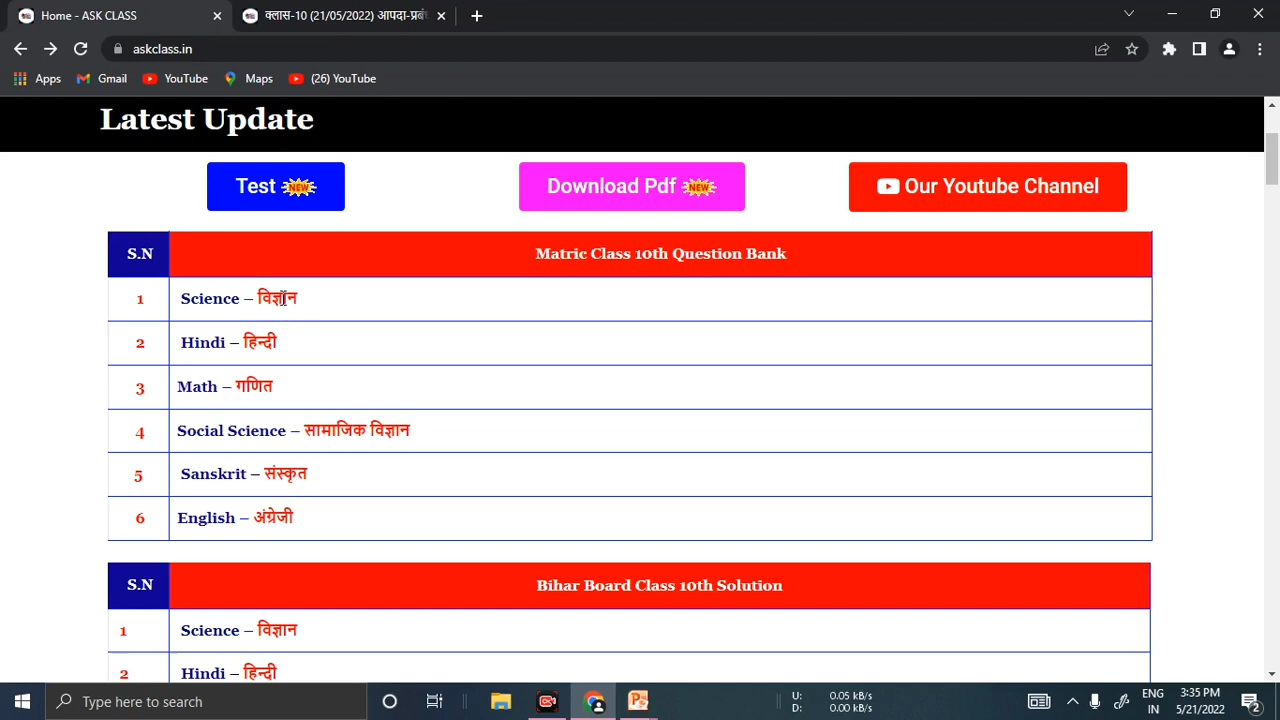 Home - ASK CLASS
क्लास-10 (21/05/2022) आपदा-प्रबं
askclass.in
Apps
Gmail
YouTube
Maps
(26) YouTube
Latest Update
Test NEW
Download Pdf NEW
Our Youtube Channel
S.N Matric Class 10th Question Bank
1 Science – विज्ञान
2 Hindi – हिन्दी
3 Math – गणित
4 Social Science – सामाजिक विज्ञान
5 Sanskrit – संस्कृत
6 English – अंग्रेजी
S.N Bihar Board Class 10th Solution
1 Science – विज्ञान
2 Hindi – हिन्दी
Type here to search
U: 0.05 kB/s
D: 0.00 kB/s
ENG
IN
3:35 PM
5/21/2022
2